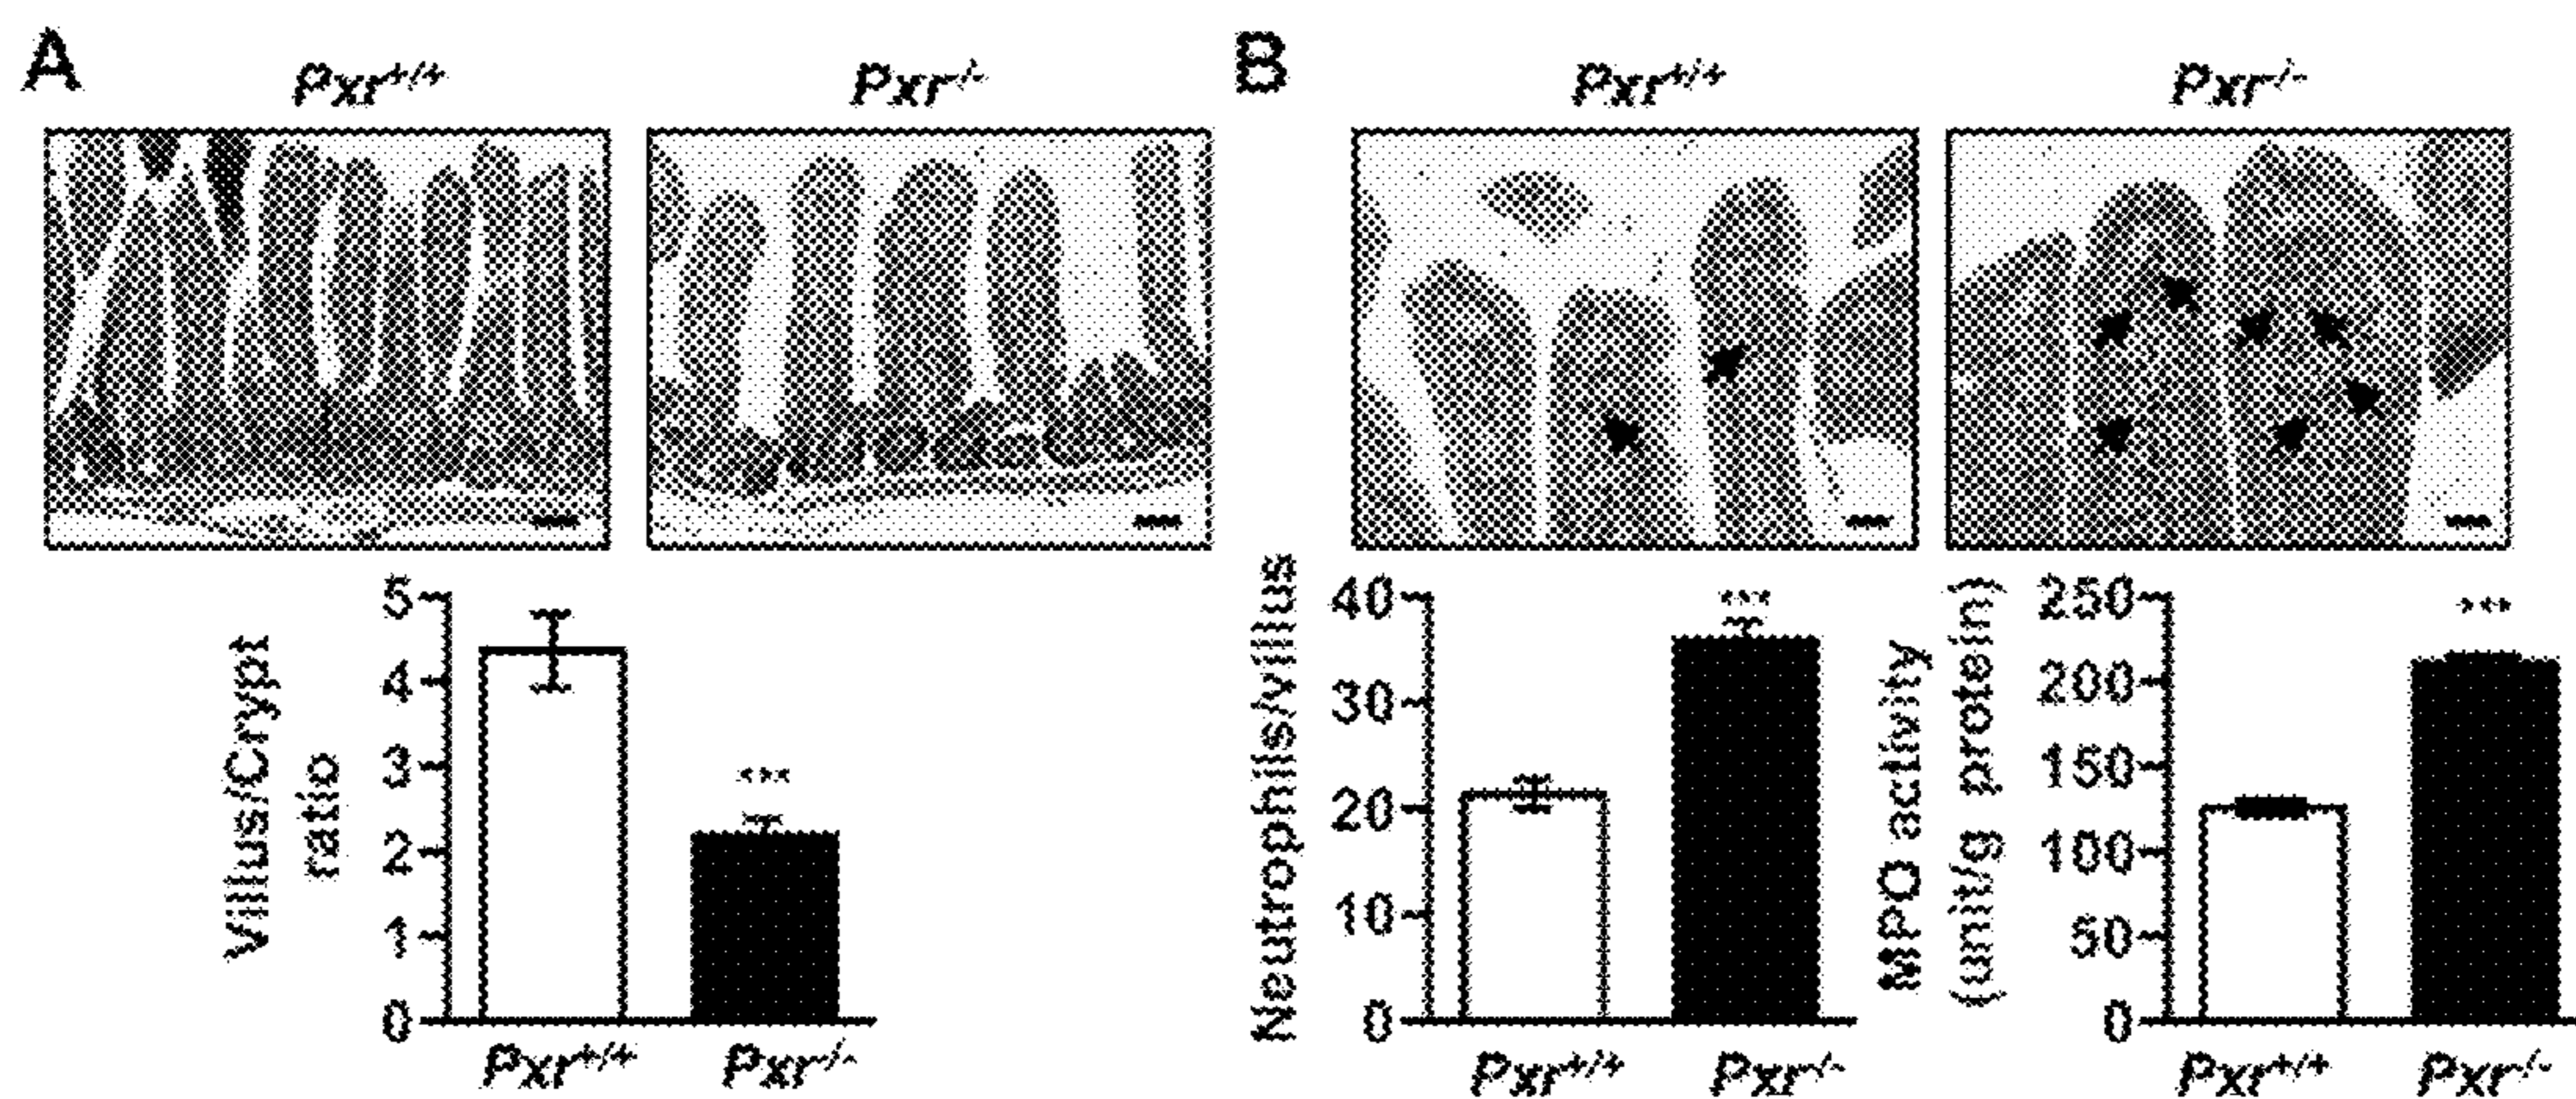 A
Pxr+/+ Pxr-/-
B
Pxr+/+ Pxr-/-
Villus/Crypt
ratio
5
4
3
2
1
0
***
Pxr+/+ Pxr-/-
Neutrophils/villus
40
30
20
10
0
***
Pxr+/+ Pxr-/-
MPO activity
(unit/g protein)
250
200
150
100
50
0
***
Pxr+/+ Pxr-/-